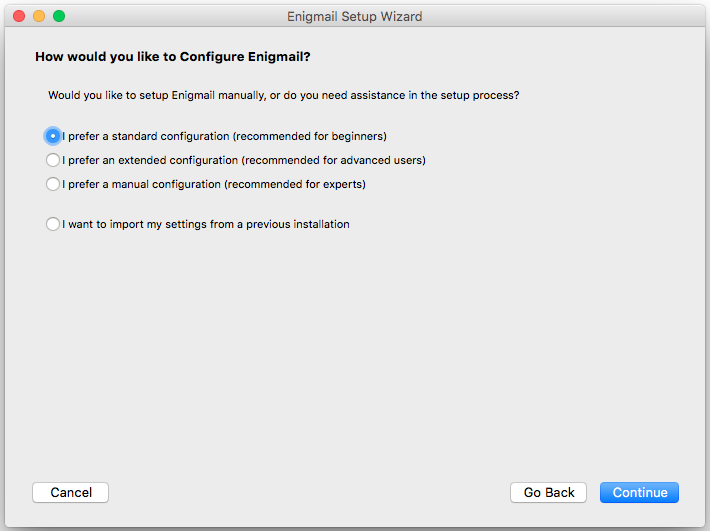 Enigmail Setup Wizard
How would you like to Configure Enigmail?
Would you like to setup Enigmail manually, or do you need assistance in the setup process?
I prefer a standard configuration (recommended for beginners)
I prefer an extended configuration (recommended for advanced users)
I prefer a manual configuration (recommended for experts)
I want to import my settings from a previous installation
Cancel Go Back Continue